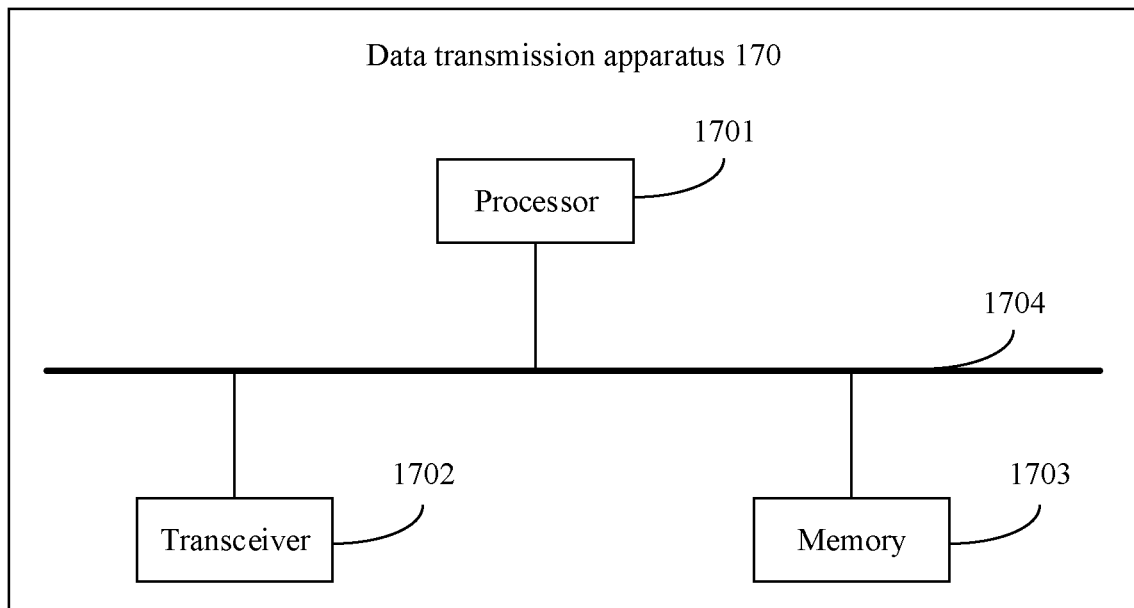 Data transmission apparatus 170
1701
Processor
1704
1702
1703
Transceiver
Memory